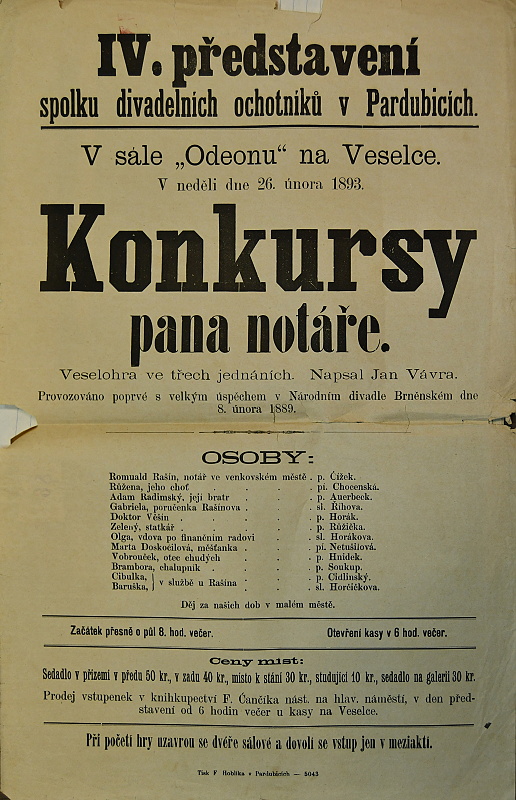 IV. představení
spolku divadelních ochotníků v Pardubicích.
V sále „Odeonu“ na Veselce.
V neděli dne 26. února 1893.
Konkursy
pana notáře.
Veselohra ve třech jednáních. Napsal Jan Vávra.
Provozováno poprvé s velkým úspěchem v Národním divadle Brněnském dne
8. února 1889.
OSOBY:
Romuald Rašín, notář ve venkovském městě . p. Čížek.
Růžena, jeho choť . . . . p. Chocenská.
Adam Radimský, její bratr . . . p. Auerbeck.
Gabriela, poručenka Rašínova . . . sl. Říhova.
Doktor Věšín . . . . . p. Horák.
Zelený, statkář . . . . . p. Růžička.
Olga, vdova po finančním radovi . . sl. Horákova.
Marta Doskočilová, měšťanka . . . pí. Netušilová.
Vobrouček, otec chudých . . . p. Hnidek.
Brambora, chalupník . . . . p. Soukup.
Cibulka, } v službě u Rašína . . . p. Cidlinský.
Baruška, . . . sl. Horčičkova.
Děj za našich dob v malém městě.
Začátek přesně o půl 8. hod. večer. Otevření kasy v 6 hod. večer.
Ceny míst:
Sedadlo v přízemí v předu 50 kr., v zadu 40 kr., místo k stání 30 kr., studující 10 kr., sedadlo na galerii 30 kr.
Prodej vstupenek v knihkupectví F. Čančíka nást. na hlav. náměstí, v den před-
stavení od 6 hodin večer u kasy na Veselce.
Při početí hry uzavrou se dvéře sálové a dovolí se vstup jen v meziaktí.
Tisk F Hoblíka v Pardubicích — 5043